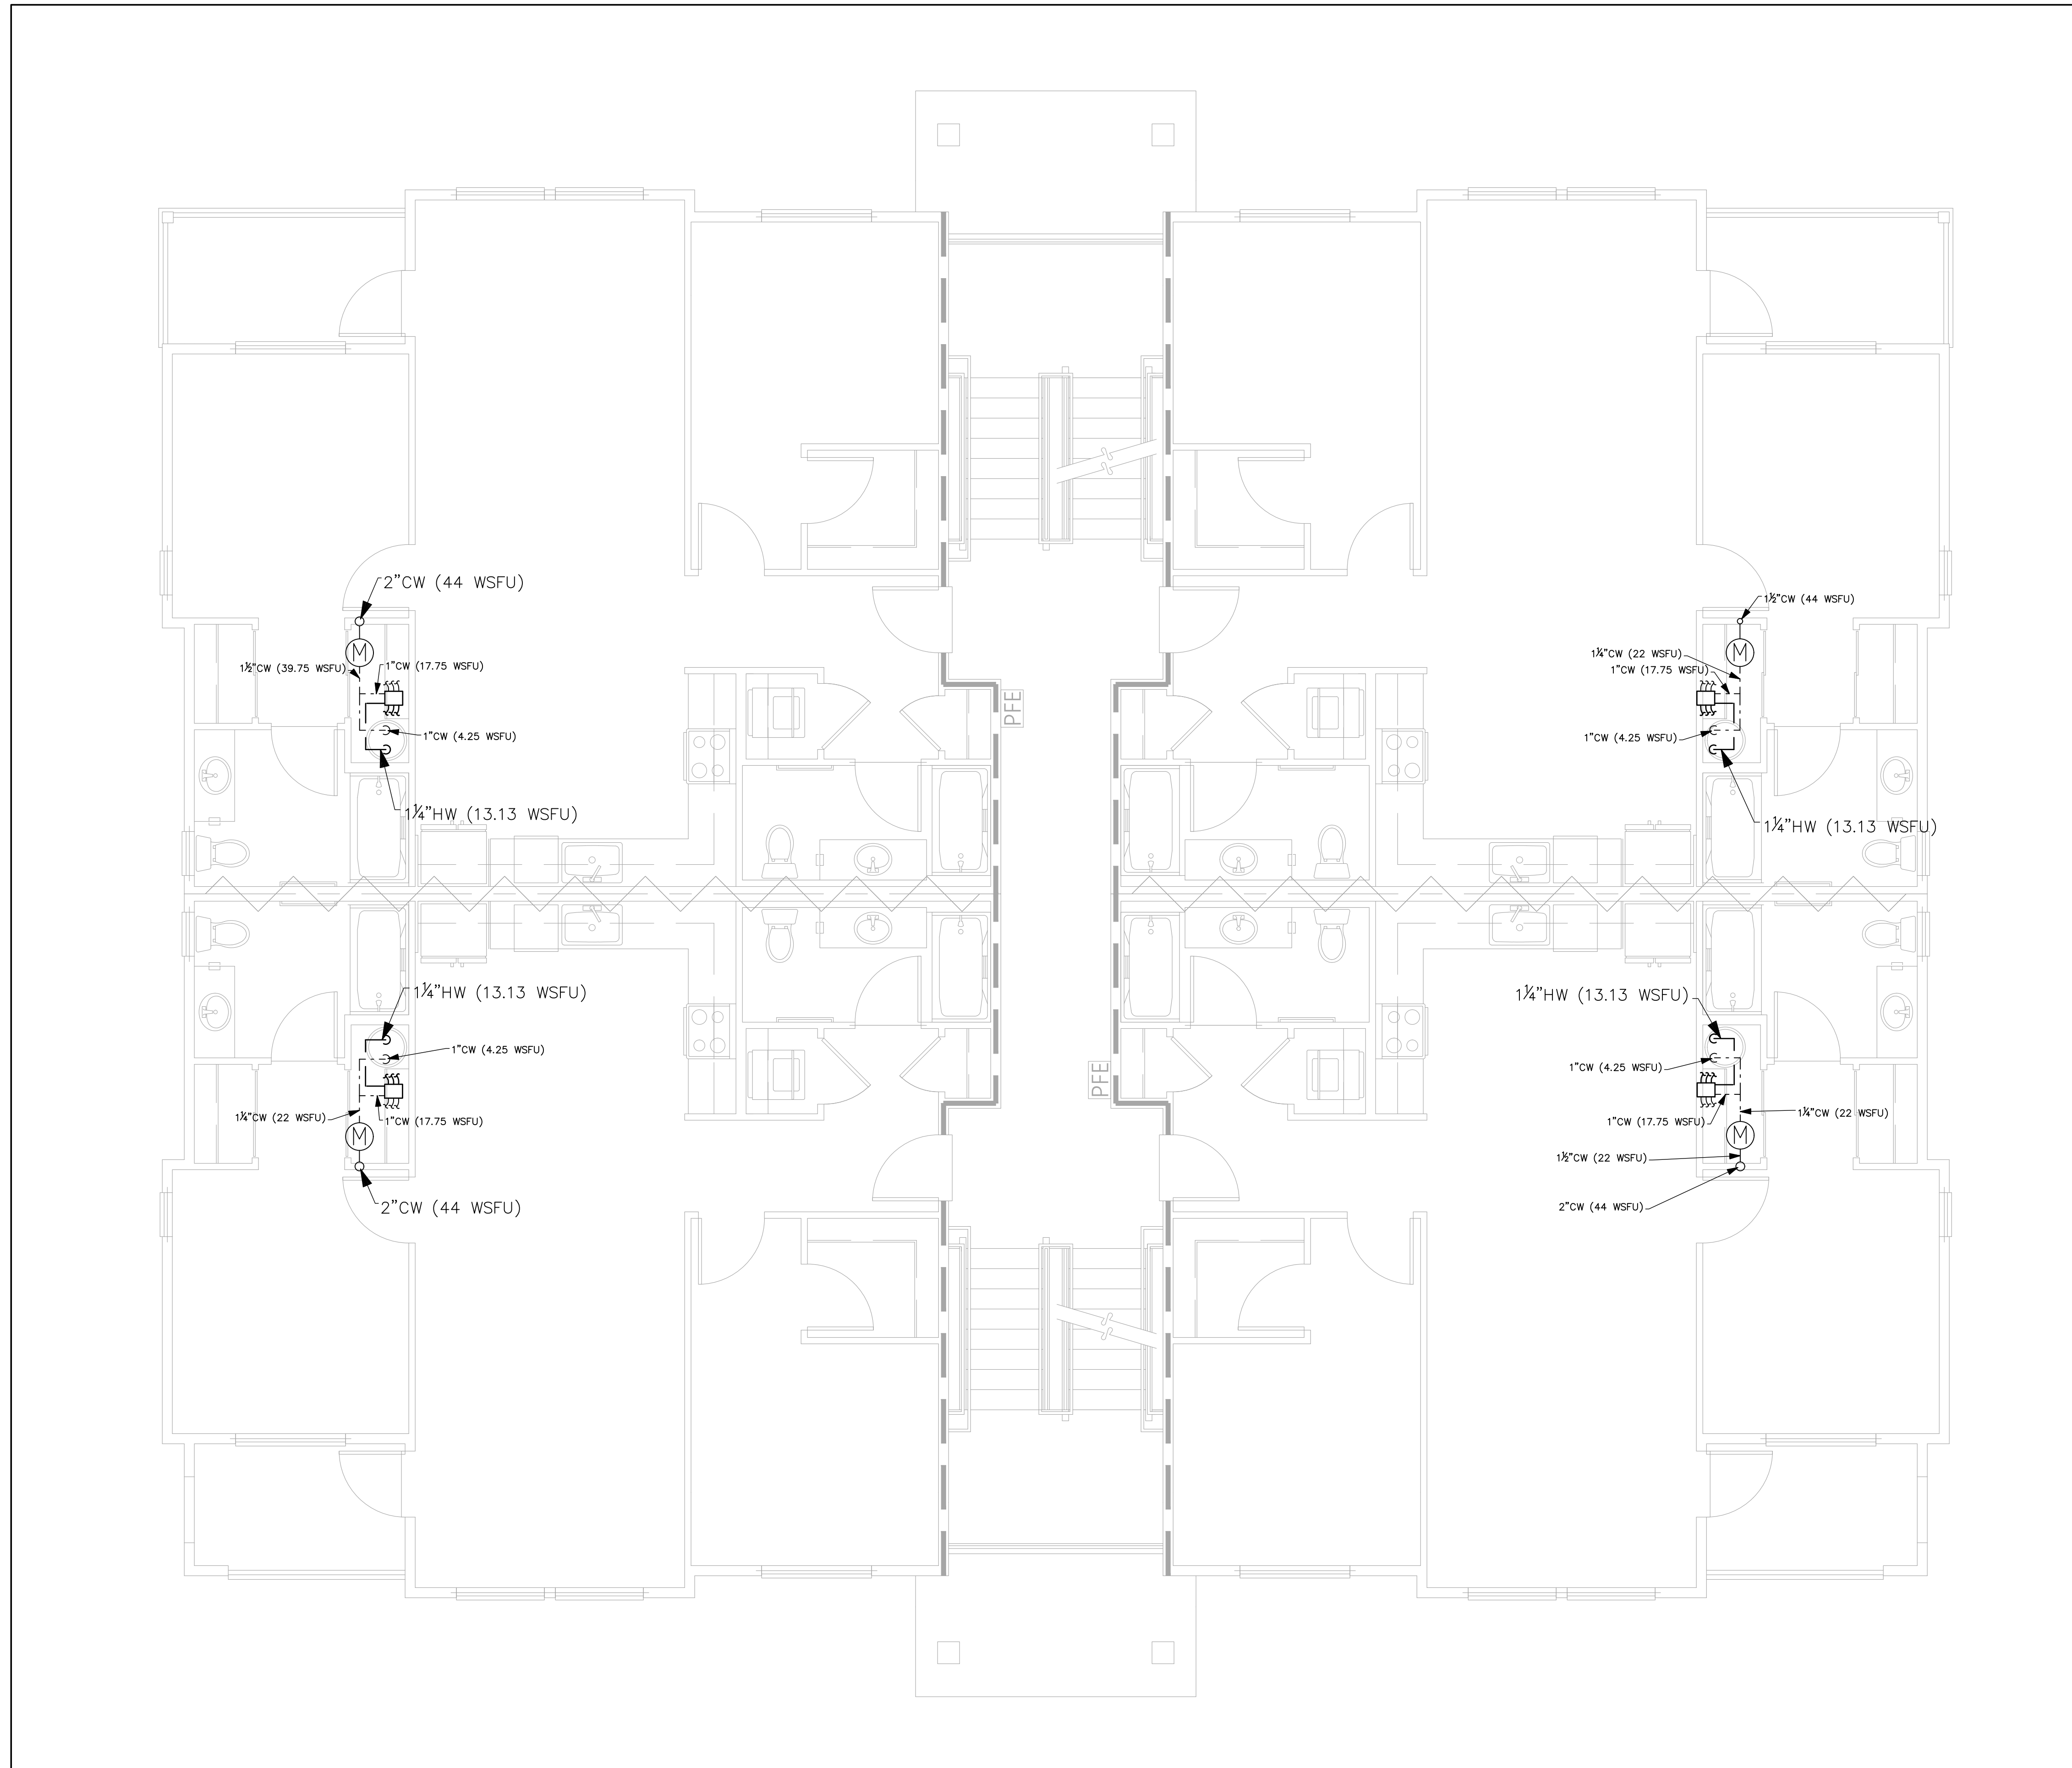 2"CW (44 WSFU)
1½"CW (39.75 WSFU)
1"CW (17.75 WSFU)
1"CW (4.25 WSFU)
1¼"HW (13.13 WSFU)
1½"CW (44 WSFU)
1¼"CW (22 WSFU)
1"CW (17.75 WSFU)
1"CW (4.25 WSFU)
1¼"HW (13.13 WSFU)
M
M
PFE
1¼"HW (13.13 WSFU)
1"CW (4.25 WSFU)
1¼"CW (22 WSFU)
1"CW (17.75 WSFU)
M
2"CW (44 WSFU)
PFE
1¼"HW (13.13 WSFU)
1"CW (4.25 WSFU)
1¼"CW (22 WSFU)
1"CW (17.75 WSFU)
M
1½"CW (22 WSFU)
2"CW (44 WSFU)